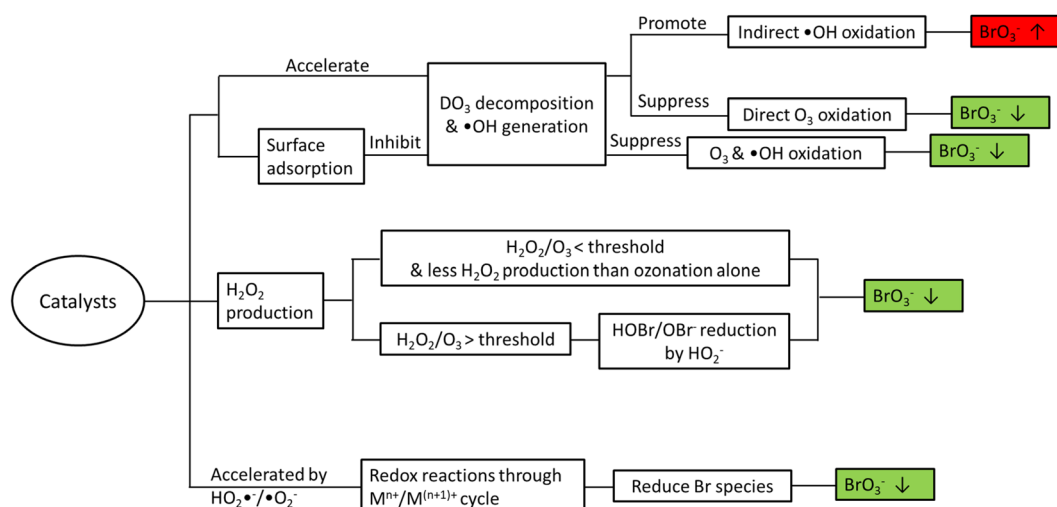 Promote
Indirect •OH oxidation
BrO₃⁻ ↑
Accelerate
DO₃ decomposition
& •OH generation
Suppress
Direct O₃ oxidation
BrO₃⁻ ↓
Surface
adsorption
Inhibit
Suppress
O₃ & •OH oxidation
BrO₃⁻ ↓
Catalysts
H₂O₂
production
H₂O₂/O₃ < threshold
& less H₂O₂ production than ozonation alone
H₂O₂/O₃ > threshold
HOBr/OBr⁻ reduction
by HO₂⁻
BrO₃⁻ ↓
Accelerated by
HO₂•⁻/•O₂⁻
Redox reactions through
Mⁿ⁺/M⁽ⁿ⁺¹⁾⁺ cycle
Reduce Br species
BrO₃⁻ ↓